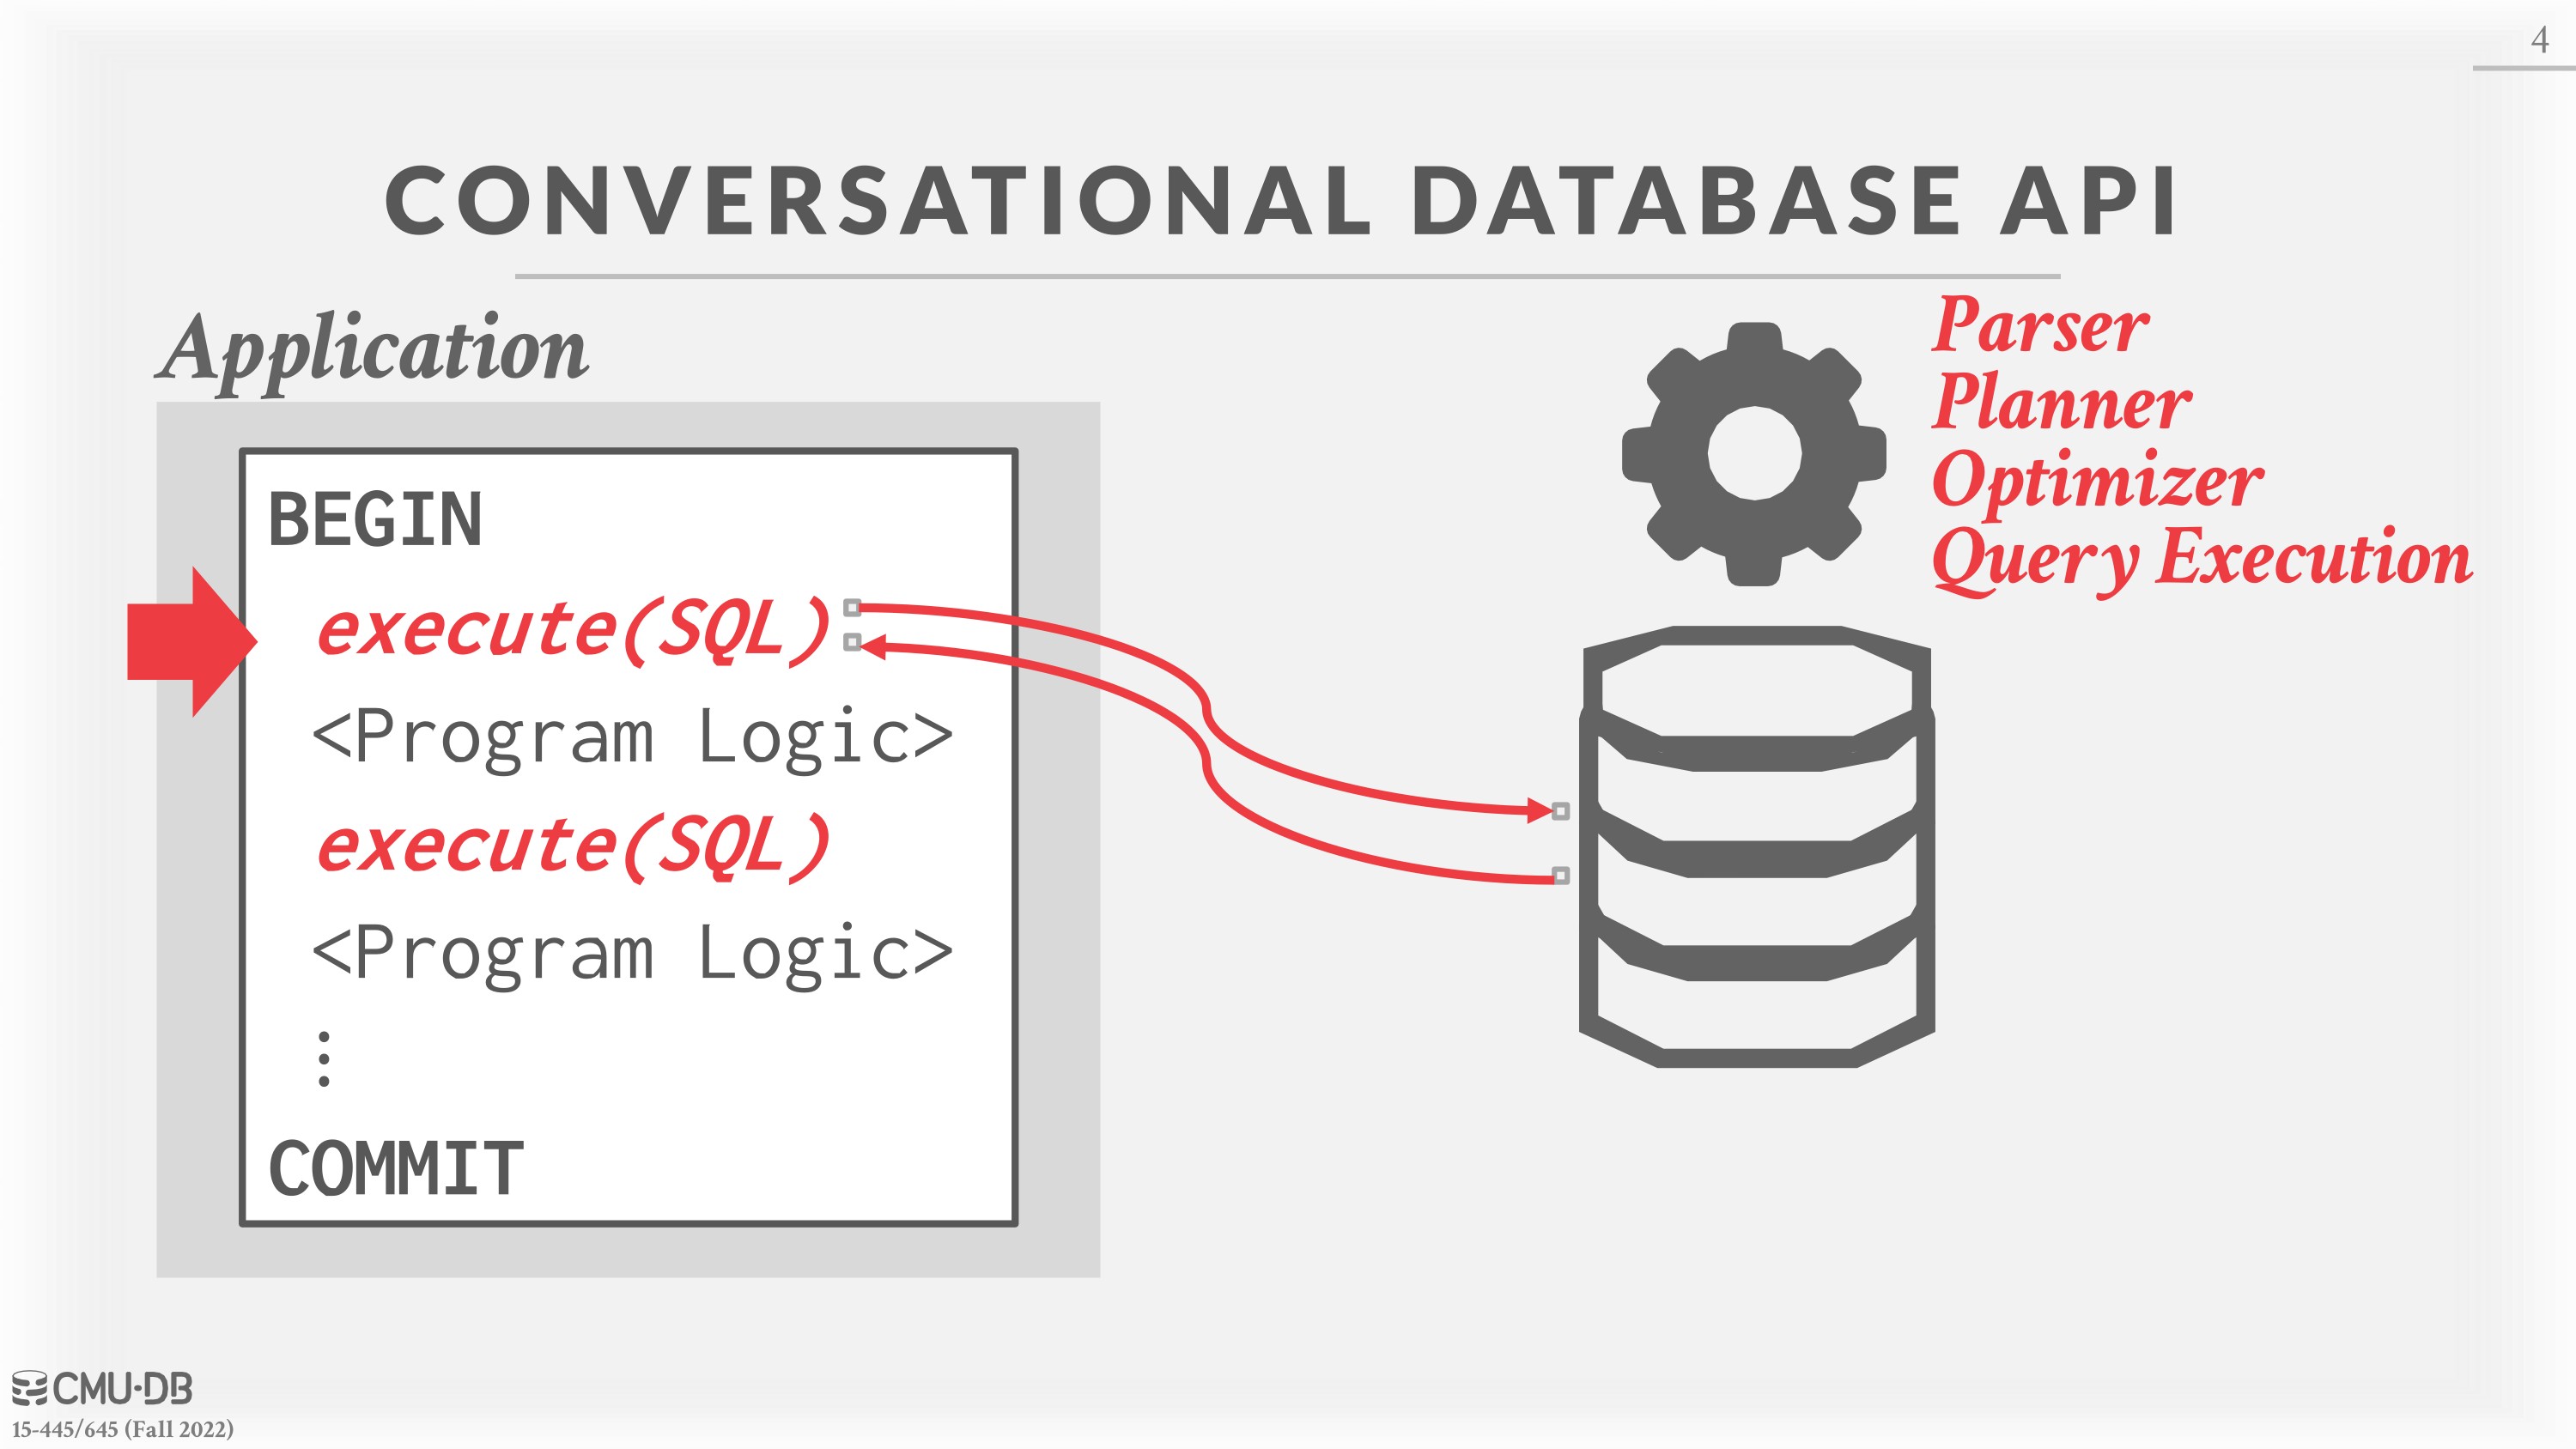 4
CONVERSATIONAL DATABASE API
Application
BEGIN
execute(SQL)
<Program Logic>
execute(SQL)
<Program Logic>
⋮
COMMIT
Parser
Planner
Optimizer
Query Execution
CMU·DB
15-445/645 (Fall 2022)